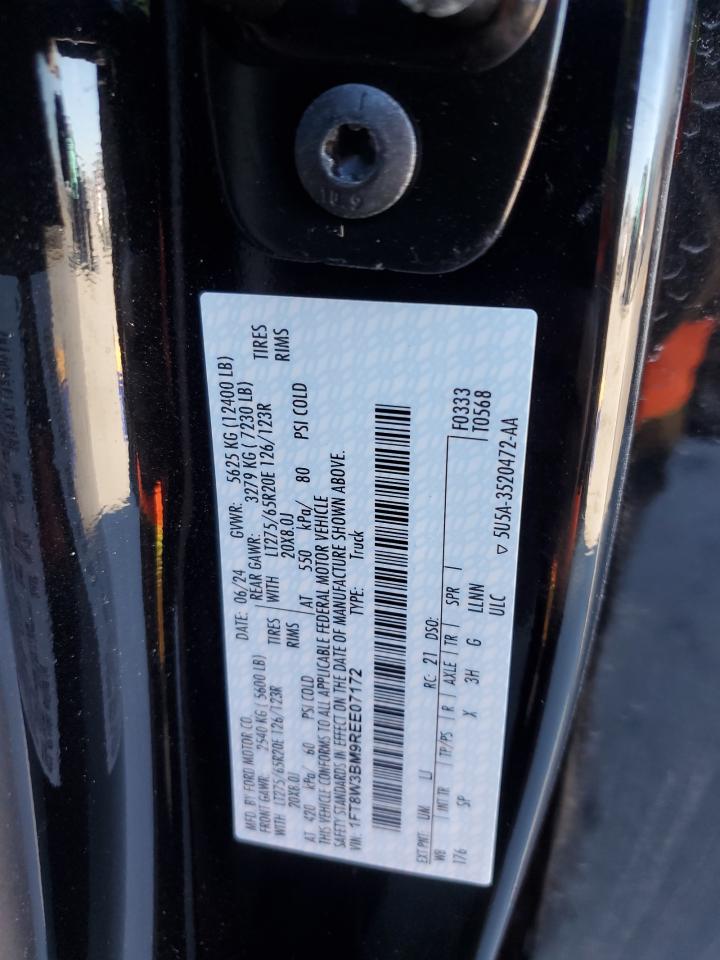 10.9
MFD. BY FORD MOTOR CO.
DATE: 06/24 GVWR: 5625 KG (12400 LB)
FRONT GAWR: 2540 KG ( 5600 LB) REAR GAWR: 3279 KG ( 7230 LB)
WITH LT275/65R20E 126/123R TIRES WITH LT275/65R20E 126/123R TIRES
20X8.0J RIMS 20X8.0J RIMS
AT 420 kPa/ 60 PSI COLD AT 550 kPa/ 80 PSI COLD
THIS VEHICLE CONFORMS TO ALL APPLICABLE FEDERAL MOTOR VEHICLE
SAFETY STANDARDS IN EFFECT ON THE DATE OF MANUFACTURE SHOWN ABOVE.
VIN: 1FT8W3BM9REE07172 TYPE: Truck
EXT PNT: UM UJ RC: 21 DSO: F0333
WB INT TR TP/PS R AXLE TR SPR T0568
176 SP X 3H G LLNN
ULC ▽ 5U5A-3520472-AA